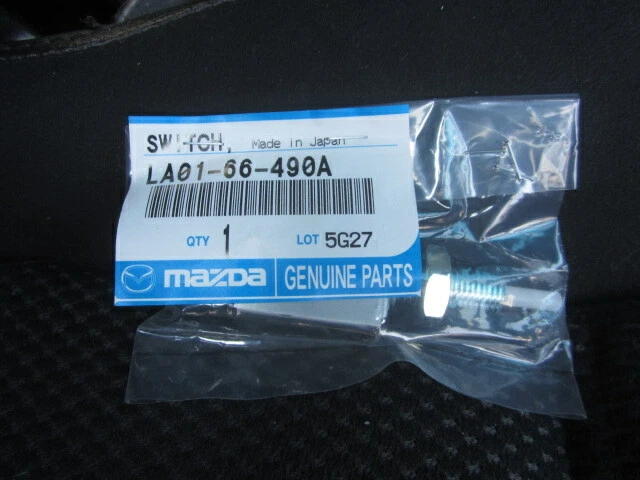 SWITCH, Made in Japan
LA01-66-490A
QTY 1 LOT 5G27
mazda GENUINE PARTS